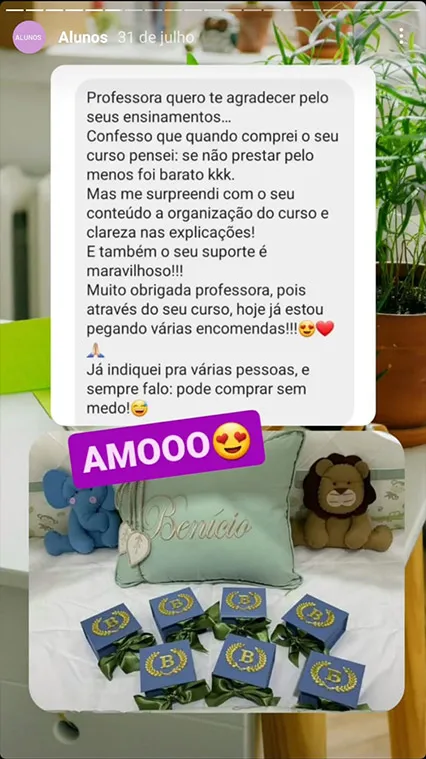 ALUNOS
Alunos 31 de julho
Professora quero te agradecer pelo
seus ensinamentos...
Confesso que quando comprei o seu
curso pensei: se não prestar pelo
menos foi barato kkk.
Mas me surpreendi com o seu
conteúdo a organização do curso e
clareza nas explicações!
E também o seu suporte é
maravilhoso!!!
Muito obrigada professora, pois
através do seu curso, hoje já estou
pegando várias encomendas!!!😍❤️
🙏🏼
Já indiquei pra várias pessoas, e
sempre falo: pode comprar sem
medo!😅
AMOOO😍
Benício
B
B
B
B
B
B
B